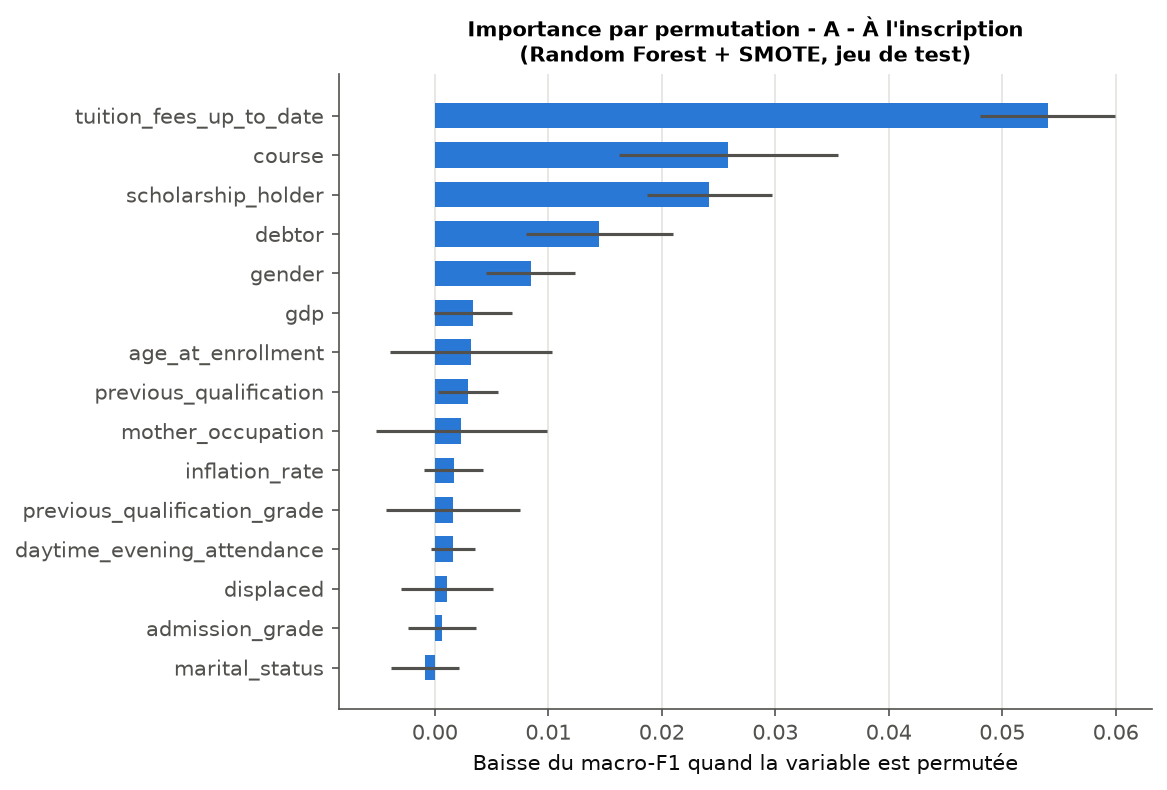 Importance par permutation - A - À l'inscription
(Random Forest + SMOTE, jeu de test)
tuition_fees_up_to_date
course
scholarship_holder
debtor
gender
gdp
age_at_enrollment
previous_qualification
mother_occupation
inflation_rate
previous_qualification_grade
daytime_evening_attendance
displaced
admission_grade
marital_status
0.00 0.01 0.02 0.03 0.04 0.05 0.06
Baisse du macro-F1 quand la variable est permutée